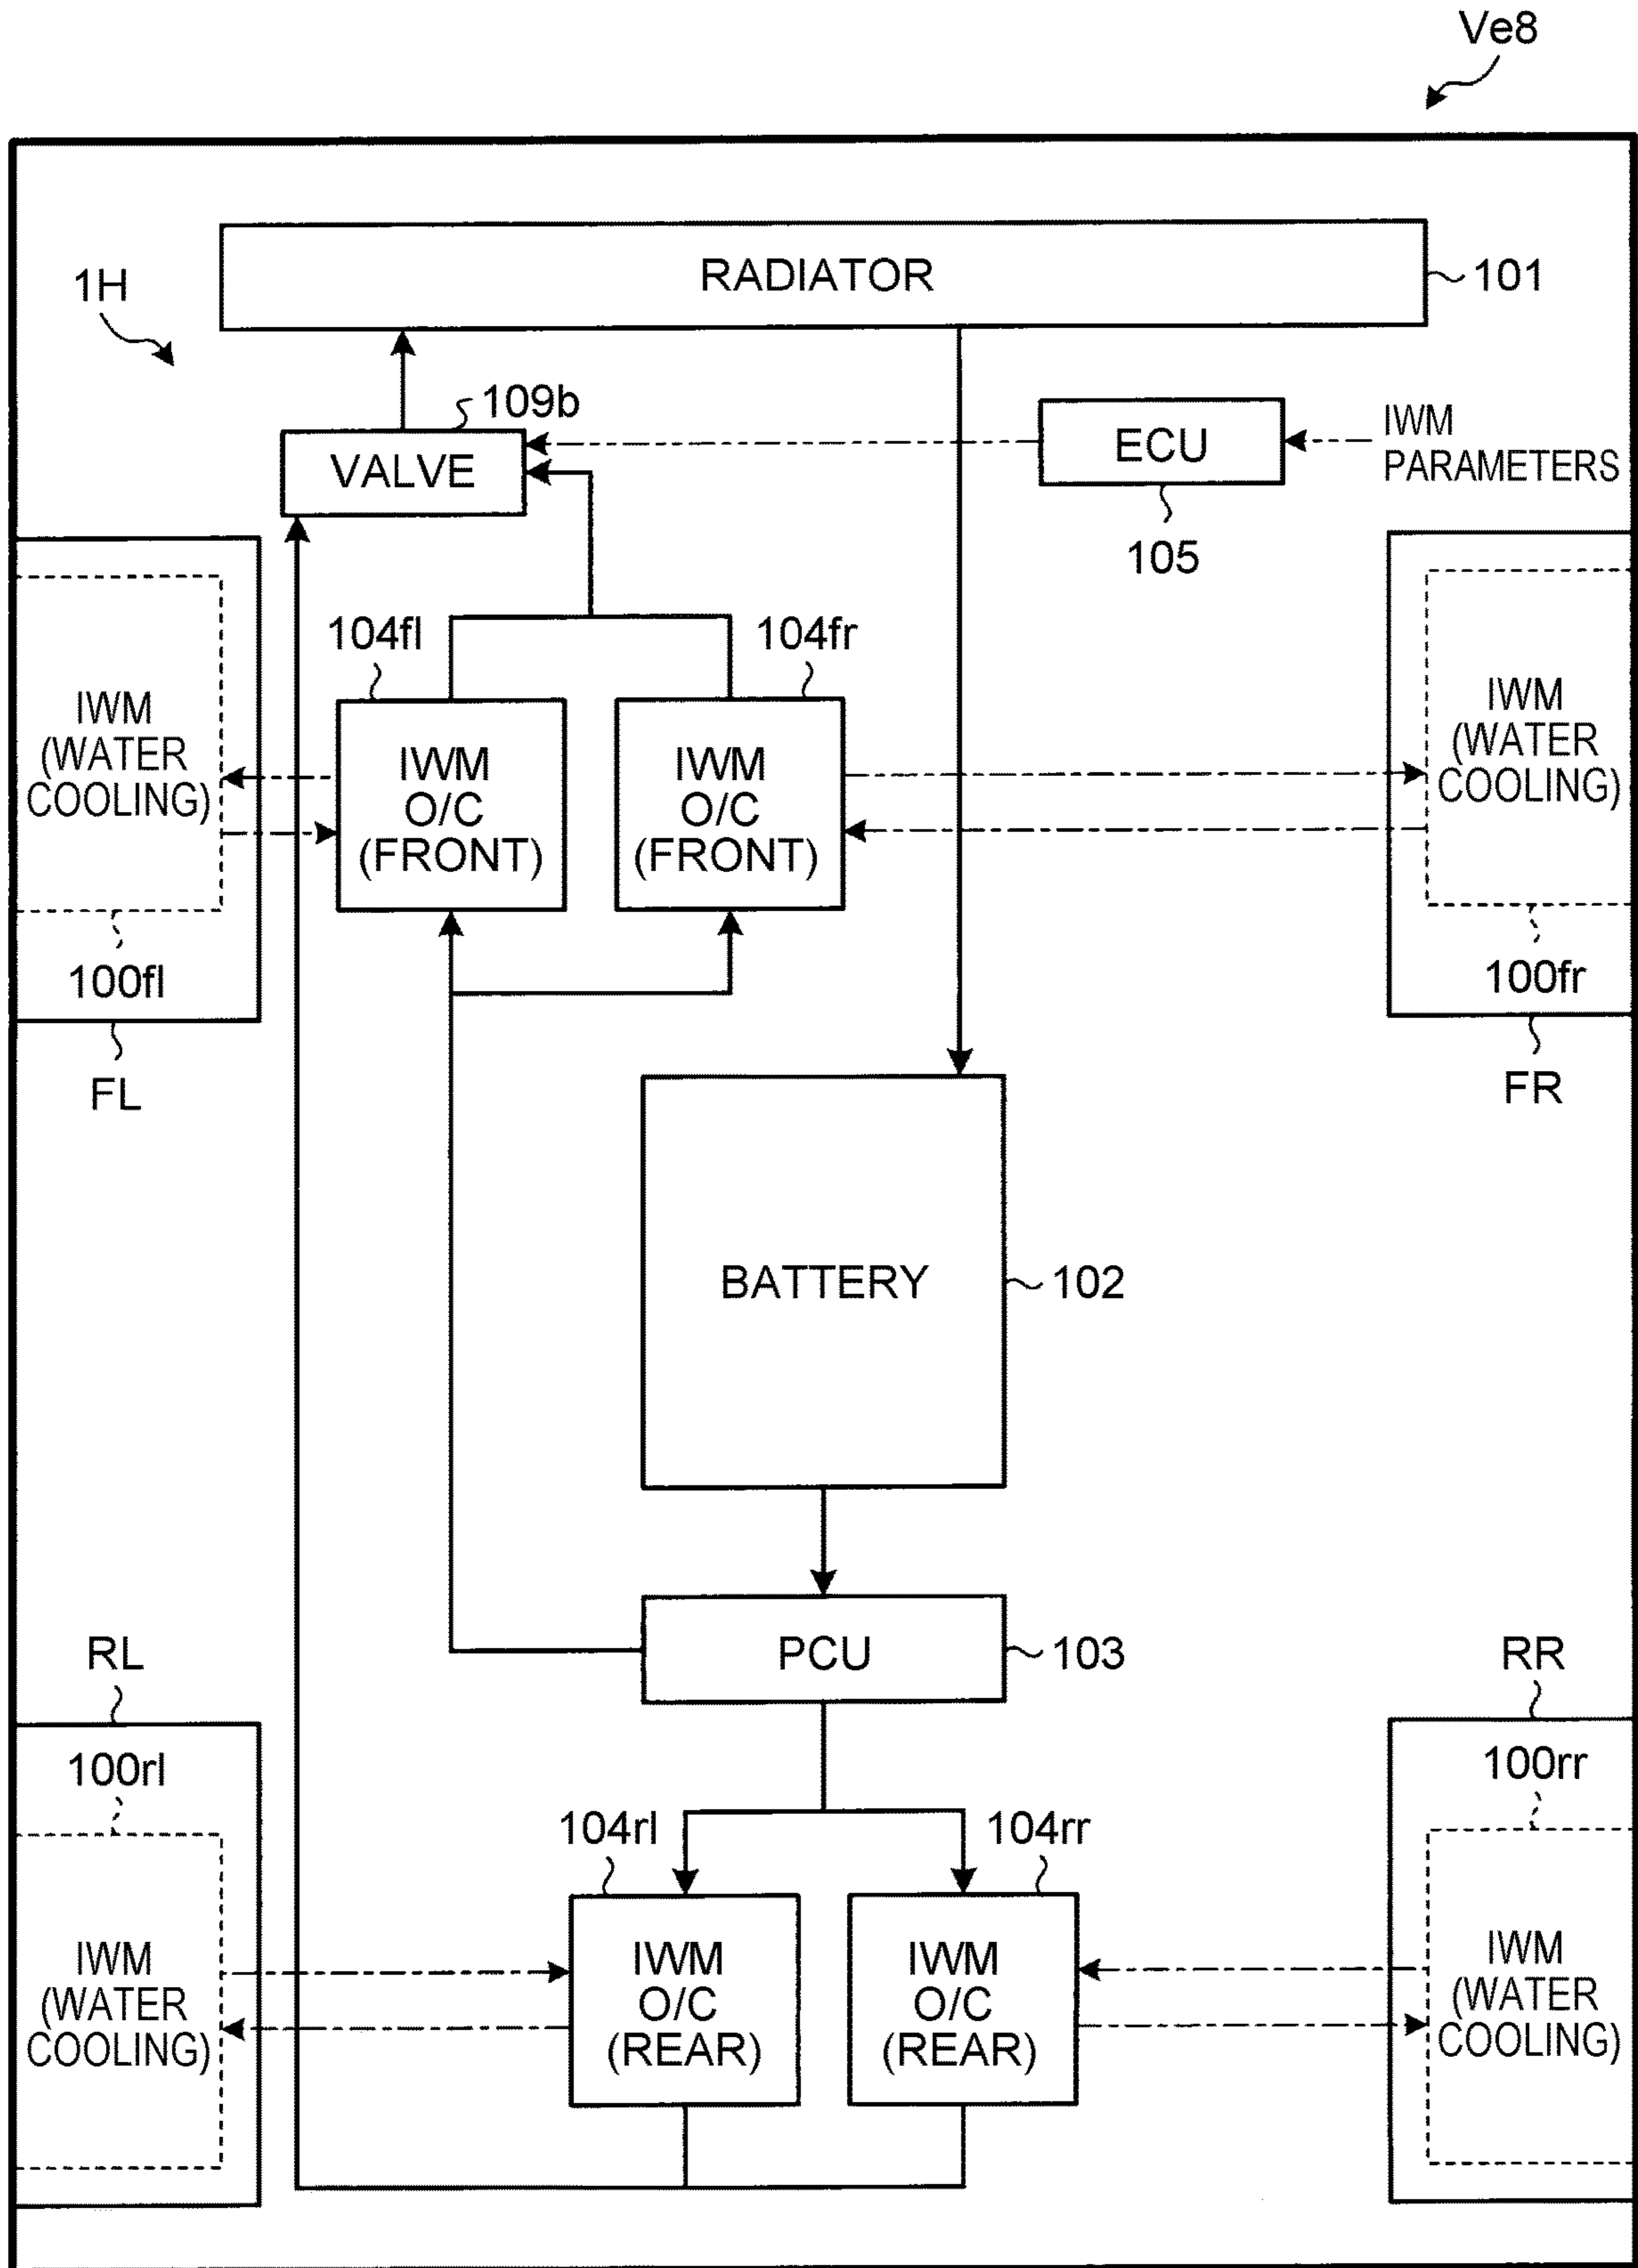 Ve8
RADIATOR
101
1H
109b
VALVE
ECU
IWM
PARAMETERS
105
104fl
104fr
IWM
(WATER
COOLING)
IWM
O/C
(FRONT)
IWM
O/C
(FRONT)
IWM
(WATER
COOLING)
100fl
100fr
FL
FR
BATTERY
102
PCU
103
RL
RR
100rl
100rr
104rl
104rr
IWM
(WATER
COOLING)
IWM
O/C
(REAR)
IWM
O/C
(REAR)
IWM
(WATER
COOLING)